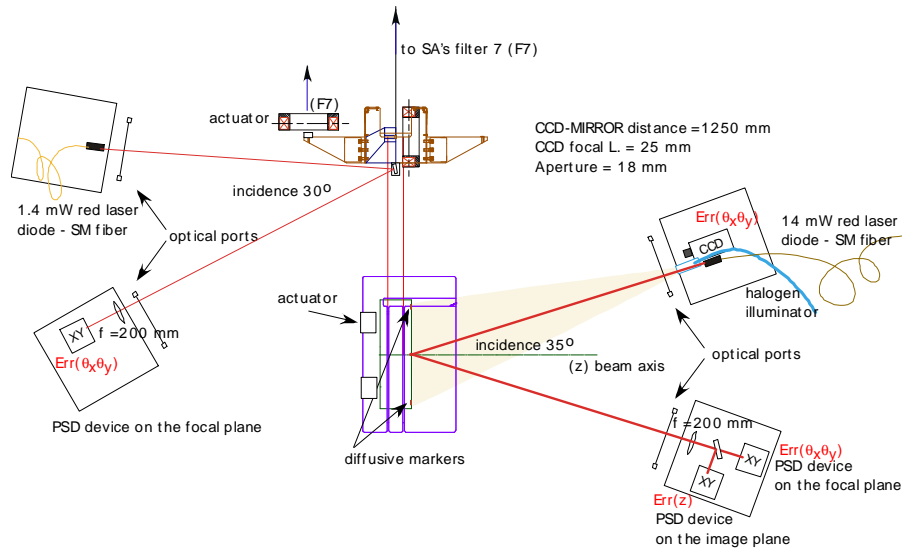 to SA's filter 7 (F7)
(F7)
actuator
CCD-MIRROR distance =1250 mm
CCD focal L. = 25 mm
Aperture = 18 mm
incidence 30º
1.4 mW red laser
diode - SM fiber
optical ports
Err(θxθy)
CCD
14 mW red laser
diode - SM fiber
halogen
illuminator
actuator
XY
f =200 mm
Err(θxθy)
incidence 35º
(z) beam axis
optical ports
PSD device on the focal plane
diffusive markers
f =200 mm
Err(θxθy)
XY
PSD device
on the focal plane
XY
Err(z)
PSD device
on the image plane